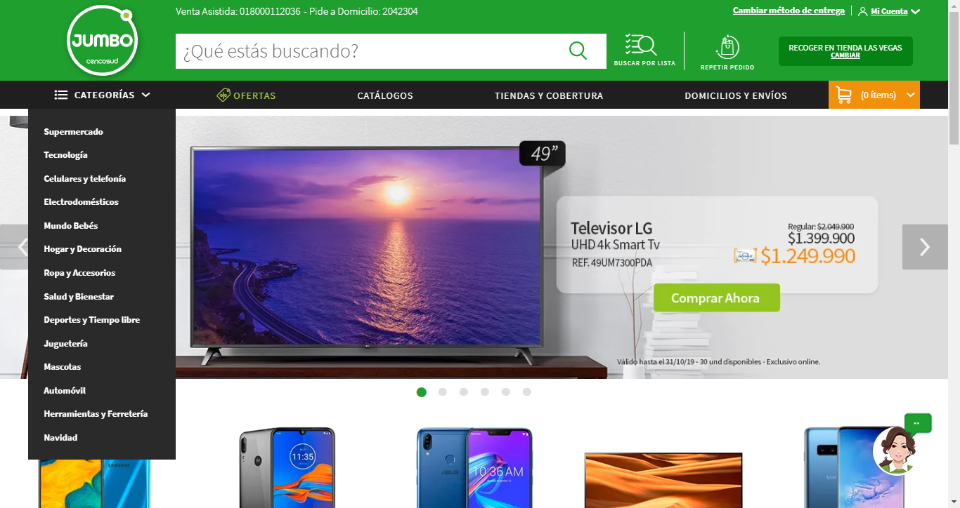 Venta Asistida: 018000112036 - Pide a Domicilio: 2042304
Cambiar método de entrega
Mi Cuenta
JUMBO
cencosud
¿Qué estás buscando?
BUSCAR POR LISTA
REPETIR PEDIDO
RECOGER EN TIENDA LAS VEGAS
CAMBIAR
CATEGORÍAS
OFERTAS
CATÁLOGOS
TIENDAS Y COBERTURA
DOMICILIOS Y ENVÍOS
(0 ítems)
Supermercado
Tecnología
Celulares y telefonía
Electrodomésticos
Mundo Bebés
Hogar y Decoración
Ropa y Accesorios
Salud y Bienestar
Deportes y Tiempo libre
Juguetería
Mascotas
Automóvil
Herramientas y Ferretería
Navidad
49”
Televisor LG
UHD 4k Smart Tv
REF. 49UM7300PDA
Regular: $2.049.900
$1.399.900
$1.249.990
Comprar Ahora
Válido hasta el 31/10/19 - 30 und disponibles - Exclusivo online.
11:35
10:36 AM